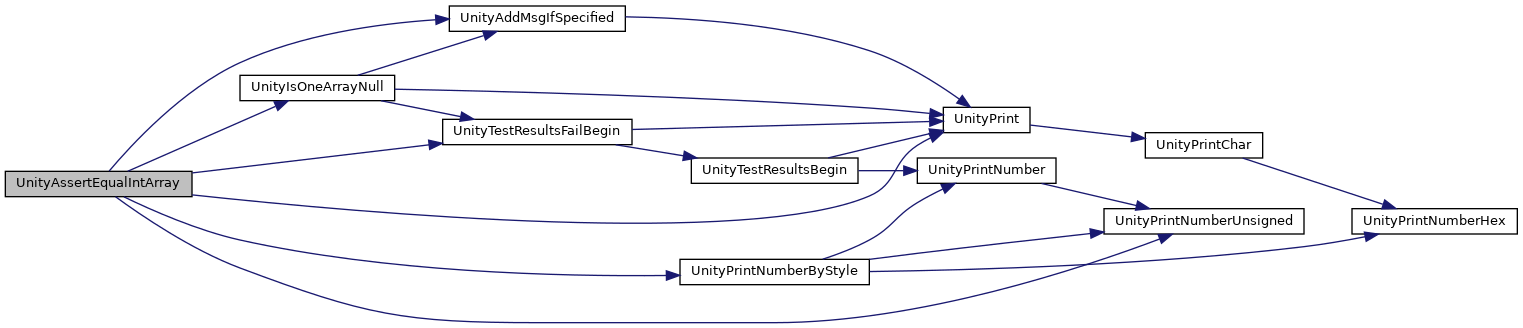 UnityAddMsgIfSpecified
UnityIsOneArrayNull
UnityPrint
UnityTestResultsFailBegin
UnityPrintChar
UnityTestResultsBegin
UnityPrintNumber
UnityAssertEqualIntArray
UnityPrintNumberUnsigned
UnityPrintNumberHex
UnityPrintNumberByStyle